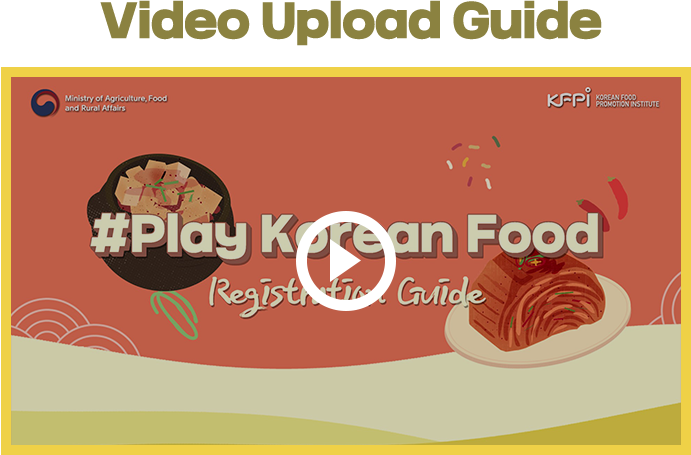 Video Upload Guide
Ministry of Agriculture, Food
and Rural Affairs
KFPI KOREAN FOOD
PROMOTION INSTITUTE
#Play Korean Food
Registration Guide